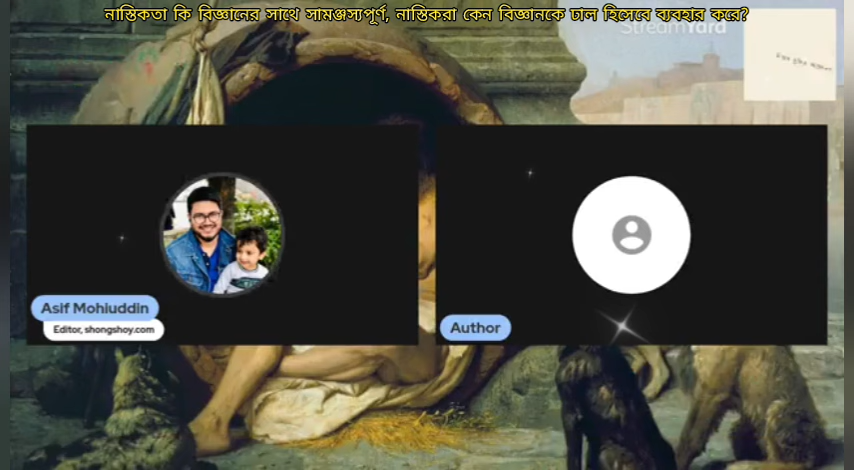 নাস্তিকতা কি বিজ্ঞানের সাথে সামঞ্জস্যপূর্ণ, নাস্তিকরা কেন বিজ্ঞানকে ঢাল হিসেবে ব্যবহার করে?
StreamYard
Asif Mohiuddin
Editor, shongshoy.com
Author